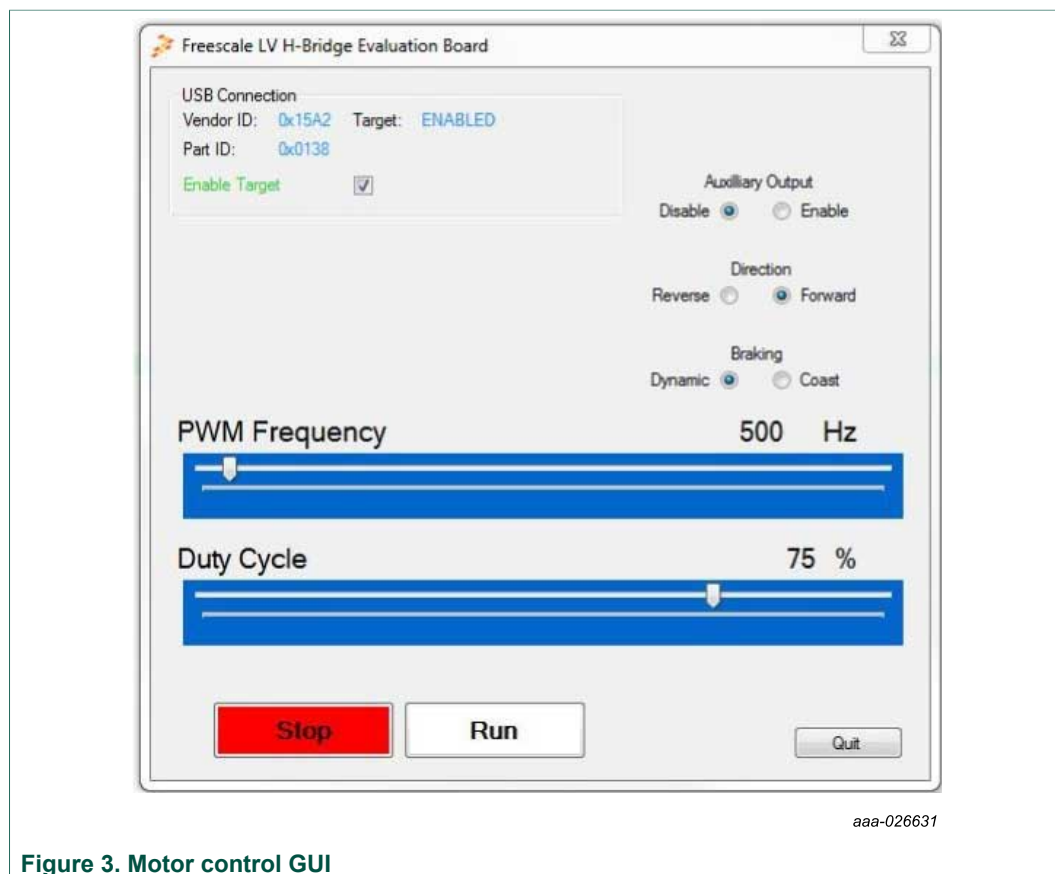 Freescale LV H-Bridge Evaluation Board
USB Connection
Vendor ID: 0x15A2 Target: ENABLED
Part ID: 0x0138
Enable Target
Auxilliary Output
Disable Enable
Direction
Reverse Forward
Braking
Dynamic Coast
PWM Frequency 500 Hz
Duty Cycle 75 %
Stop Run
Quit
aaa-026631
Figure 3. Motor control GUI